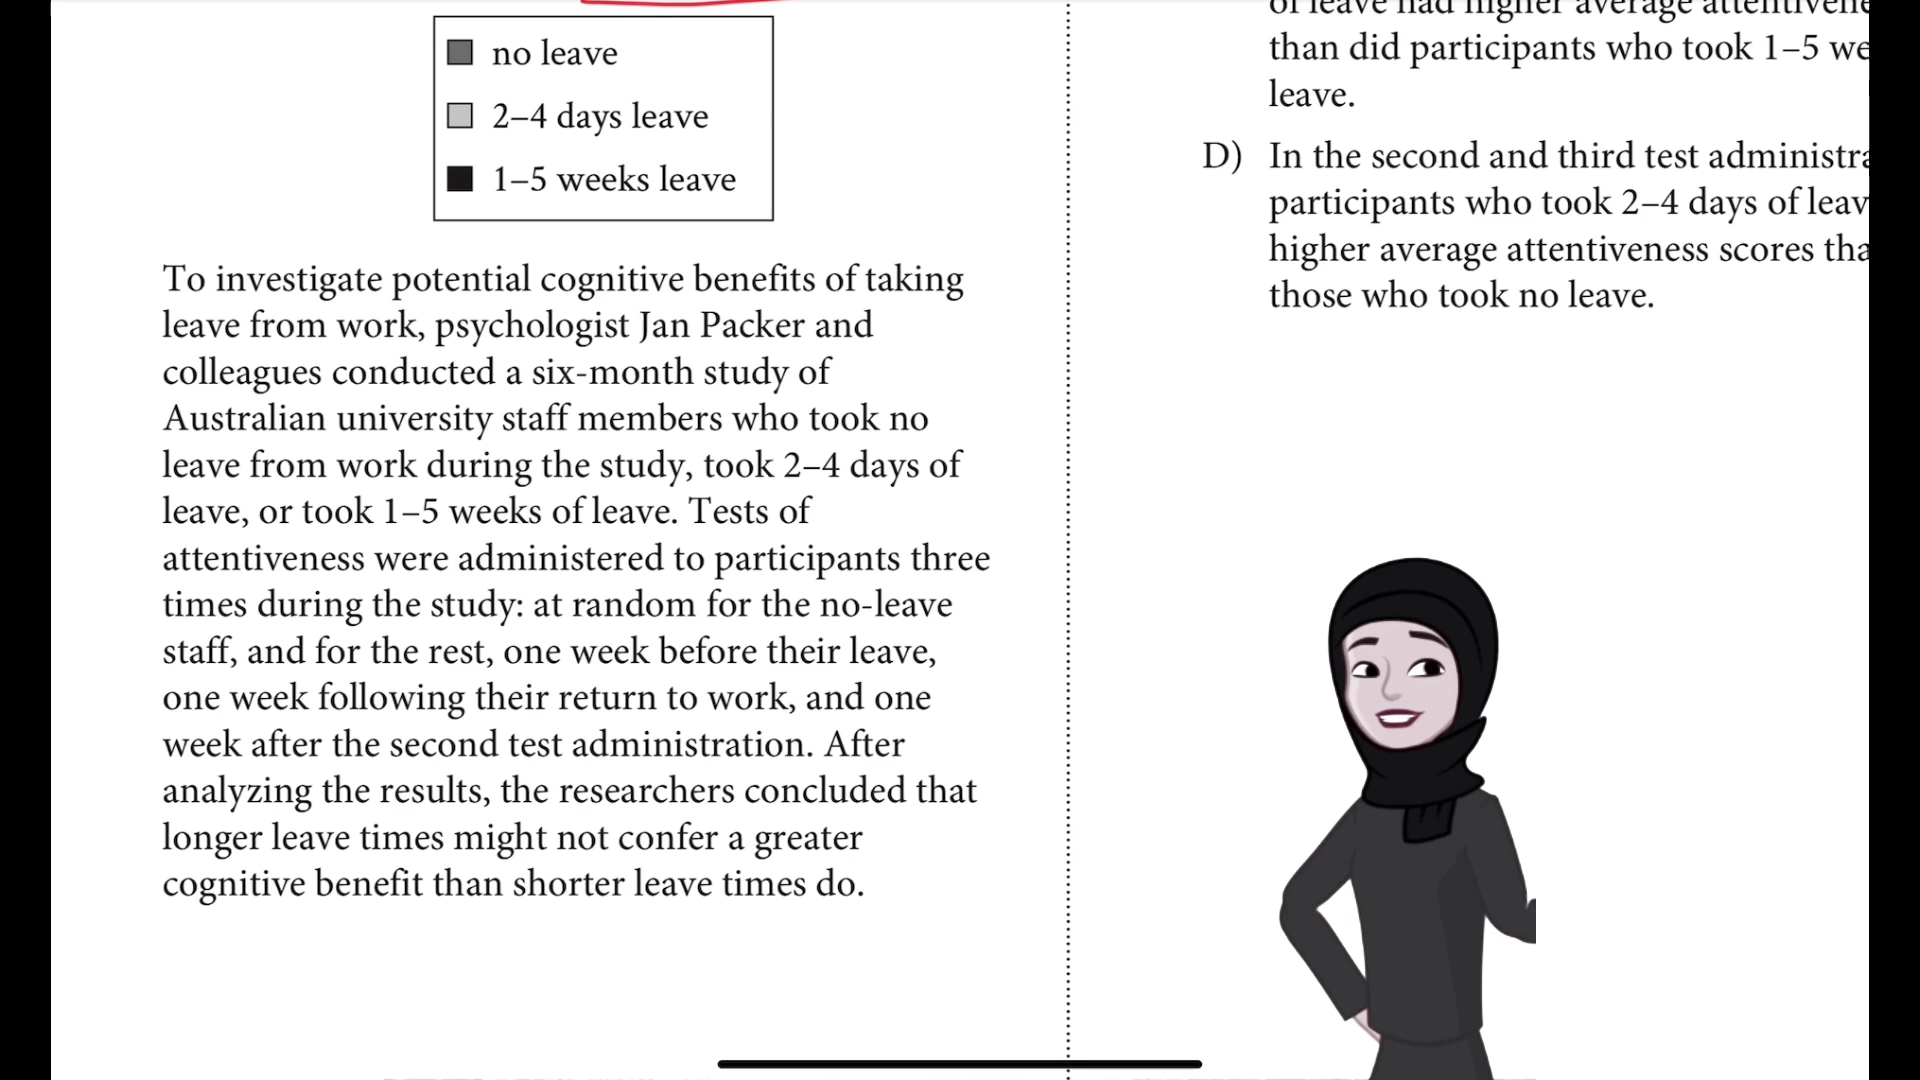 no leave
2–4 days leave
1–5 weeks leave
To investigate potential cognitive benefits of taking
leave from work, psychologist Jan Packer and
colleagues conducted a six-month study of
Australian university staff members who took no
leave from work during the study, took 2–4 days of
leave, or took 1–5 weeks of leave. Tests of
attentiveness were administered to participants three
times during the study: at random for the no-leave
staff, and for the rest, one week before their leave,
one week following their return to work, and one
week after the second test administration. After
analyzing the results, the researchers concluded that
longer leave times might not confer a greater
cognitive benefit than shorter leave times do.
of leave had higher average
than did participants who took 1–5
leave.
D) In the second and third test
participants who took 2–4 days of
higher average attentiveness scores
those who took no leave.